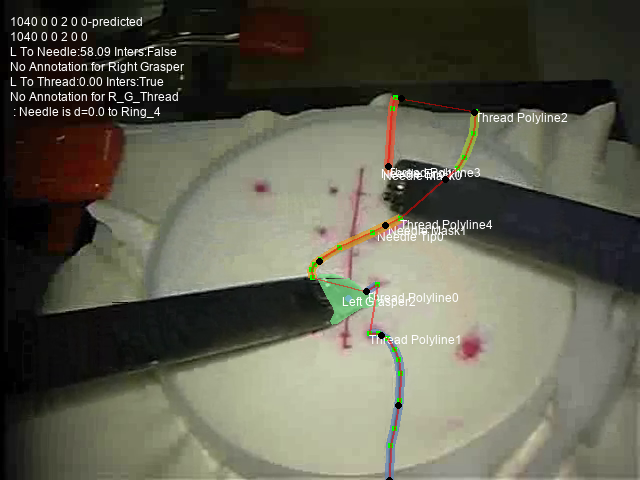 1040 0 0 2 0 0-predicted
1040 0 0 2 0 0
L To Needle:58.09 Inters:False
No Annotation for Right Grasper
L To Thread:0.00 Inters:True
No Annotation for R_G_Thread
: Needle is d=0.0 to Ring_4
Thread Polyline2
Needle Mask0
Thread Polyline4
Needle Mask1
Needle Tip0
Thread Polyline0
Left Grasper2
Thread Polyline1